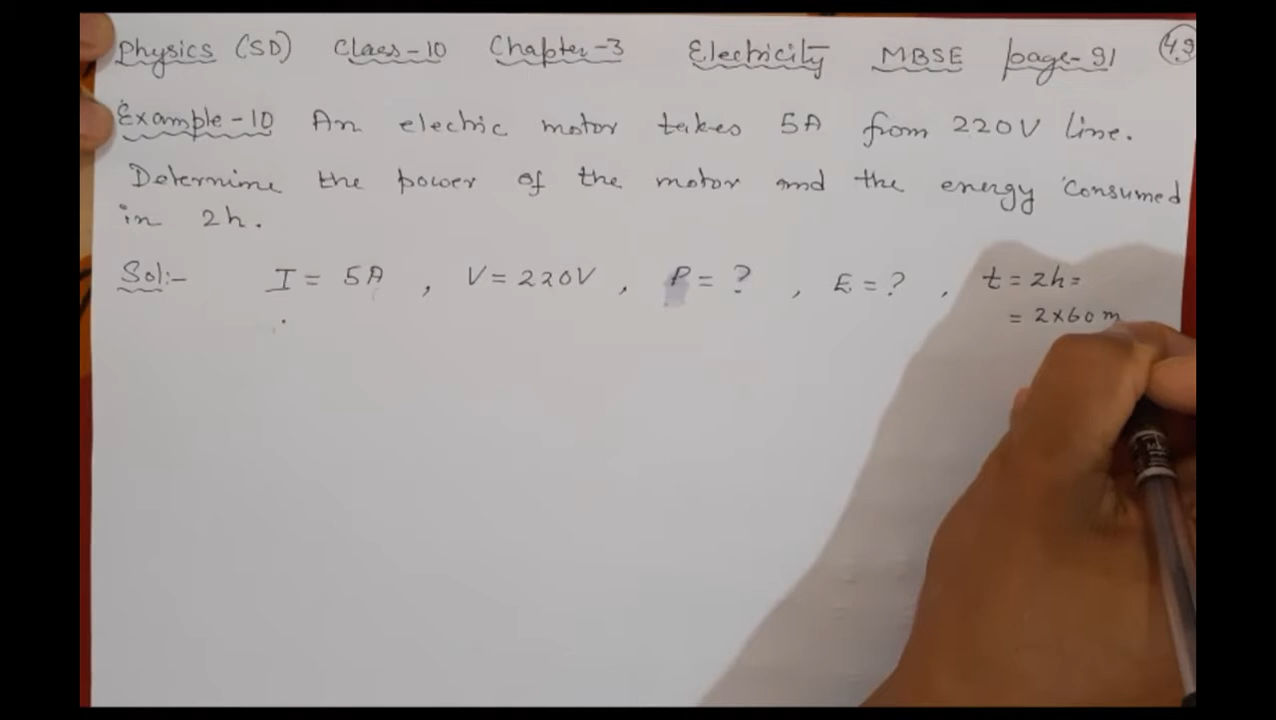 Physics (SD) Class-10 Chapter-3 Electricity MBSE page-91 49
Example-10 An electric motor takes 5A from 220V line.
Determine the power of the motor and the energy consumed
in 2h.
Sol:- I = 5A , V = 220V , P = ? , E = ? , t = 2h =
= 2×60 m